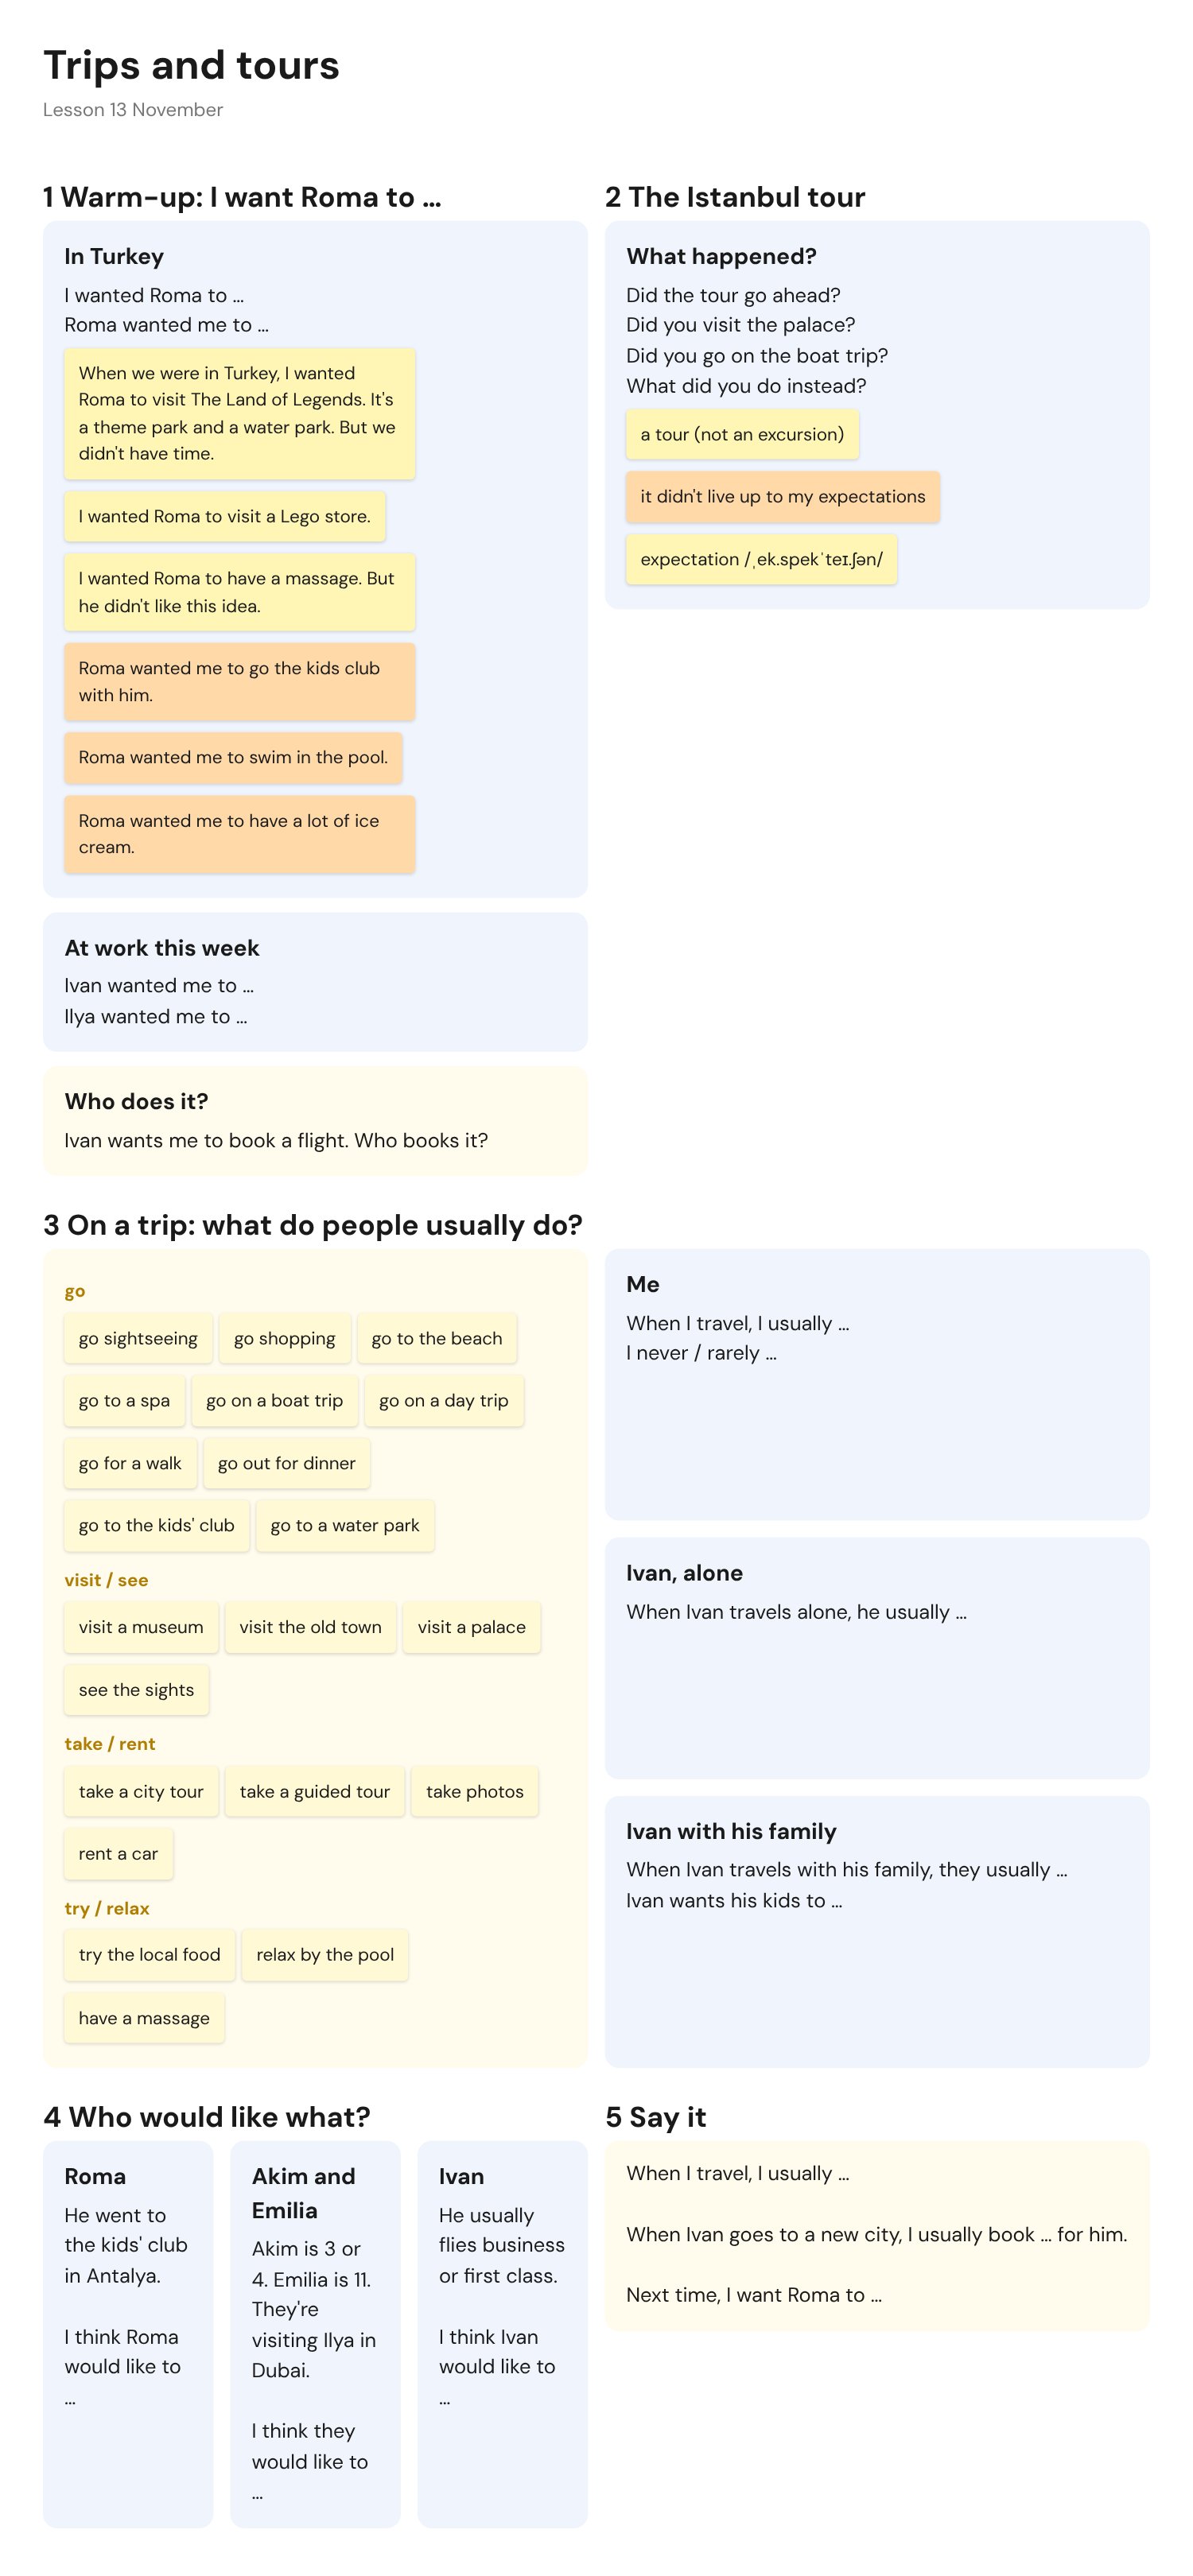 Trips and tours
Lesson 13 November
1 Warm-up: I want Roma to ...
In Turkey
I wanted Roma to ...
Roma wanted me to ...
When we were in Turkey, I wanted
Roma to visit The Land of Legends. It's
a theme park and a water park. But we
didn't have time.
I wanted Roma to visit a Lego store.
I wanted Roma to have a massage. But
he didn't like this idea.
Roma wanted me to go the kids club
with him.
Roma wanted me to swim in the pool.
Roma wanted me to have a lot of ice
cream.
At work this week
Ivan wanted me to ...
Ilya wanted me to ...
Who does it?
Ivan wants me to book a flight. Who books it?
2 The Istanbul tour
What happened?
Did the tour go ahead?
Did you visit the palace?
Did you go on the boat trip?
What did you do instead?
a tour (not an excursion)
it didn't live up to my expectations
expectation /ˌek.spekˈteɪ.ʃən/
3 On a trip: what do people usually do?
go
go sightseeing
go shopping
go to the beach
go to a spa
go on a boat trip
go on a day trip
go for a walk
go out for dinner
go to the kids' club
go to a water park
visit / see
visit a museum
visit the old town
visit a palace
see the sights
take / rent
take a city tour
take a guided tour
take photos
rent a car
try / relax
try the local food
relax by the pool
have a massage
Me
When I travel, I usually ...
I never / rarely ...
Ivan, alone
When Ivan travels alone, he usually ...
Ivan with his family
When Ivan travels with his family, they usually ...
Ivan wants his kids to ...
4 Who would like what?
Roma
He went to
the kids' club
in Antalya.
I think Roma
would like to
...
Akim and
Emilia
Akim is 3 or
4. Emilia is 11.
They're
visiting Ilya in
Dubai.
I think they
would like to
...
Ivan
He usually
flies business
or first class.
I think Ivan
would like to
...
5 Say it
When I travel, I usually ...
When Ivan goes to a new city, I usually book ... for him.
Next time, I want Roma to ...